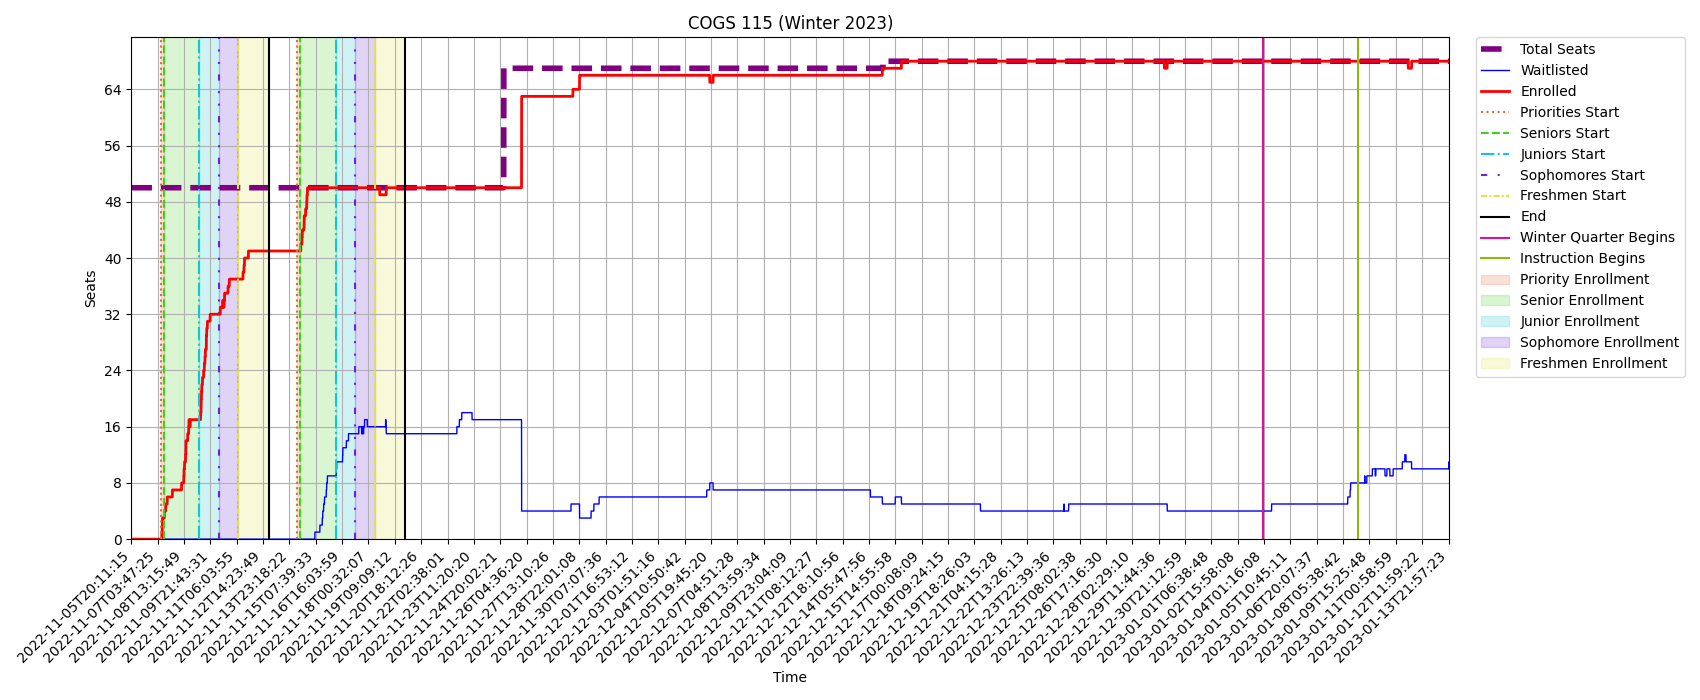 COGS 115 (Winter 2023)
Total Seats
Waitlisted
Enrolled
Priorities Start
Seniors Start
Juniors Start
Sophomores Start
Freshmen Start
End
Winter Quarter Begins
Instruction Begins
Priority Enrollment
Senior Enrollment
Junior Enrollment
Sophomore Enrollment
Freshmen Enrollment
Seats
64
56
48
40
32
24
16
8
0
2022-11-05T20:11:15
2022-11-07T03:47:25
2022-11-08T13:15:49
2022-11-09T21:43:31
2022-11-11T06:03:55
2022-11-12T14:23:49
2022-11-13T23:18:22
2022-11-15T07:39:33
2022-11-16T16:03:59
2022-11-18T00:32:07
2022-11-19T09:09:12
2022-11-20T18:12:26
2022-11-22T02:38:01
2022-11-23T11:20:20
2022-11-24T20:02:21
2022-11-26T04:36:20
2022-11-27T13:10:26
2022-11-28T22:01:08
2022-11-30T07:07:36
2022-12-01T16:53:12
2022-12-03T01:51:16
2022-12-04T10:50:42
2022-12-05T19:45:20
2022-12-07T04:51:28
2022-12-08T13:59:34
2022-12-09T23:04:09
2022-12-11T08:12:27
2022-12-12T18:10:56
2022-12-14T05:47:56
2022-12-15T14:55:58
2022-12-17T00:08:09
2022-12-18T09:24:15
2022-12-19T18:26:03
2022-12-21T04:15:28
2022-12-22T13:26:13
2022-12-23T22:39:36
2022-12-25T08:02:38
2022-12-26T17:16:30
2022-12-28T02:29:10
2022-12-29T11:44:36
2022-12-30T21:12:59
2023-01-01T06:38:48
2023-01-02T15:58:08
2023-01-04T01:16:08
2023-01-05T10:45:11
2023-01-06T20:07:37
2023-01-08T05:38:42
2023-01-09T15:25:48
2023-01-11T00:58:59
2023-01-12T11:59:22
2023-01-13T21:57:23
Time